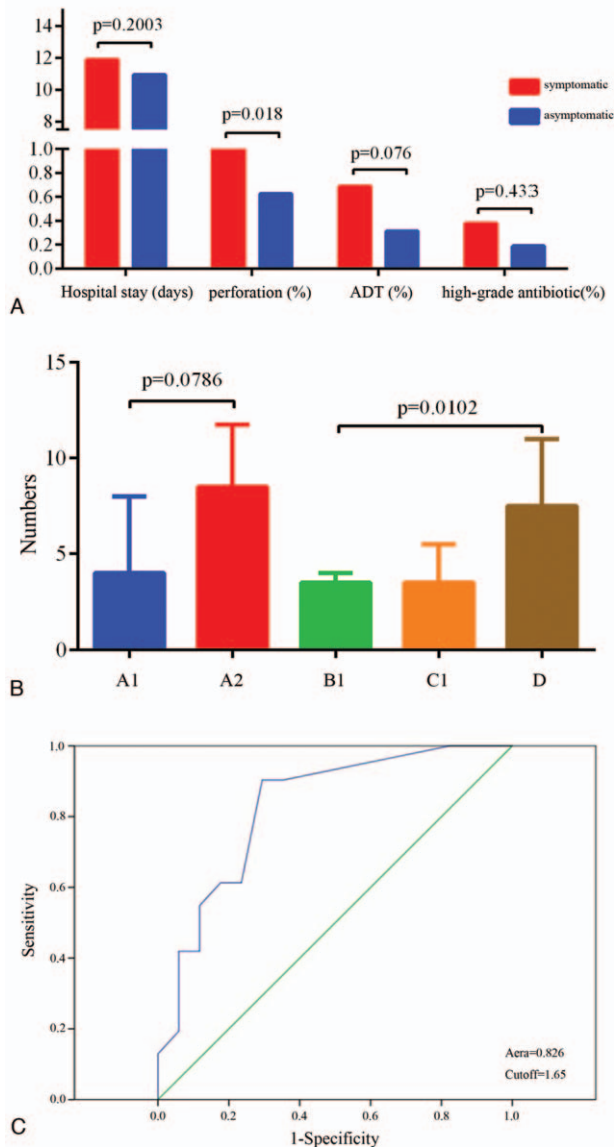 p=0.2003
14
12
10
8
1.0
0.8
0.6
0.4
0.2
0.0
p=0.018
p=0.076
p=0.433
symptomatic
asymptomatic
Hospital stay (days)
perforation (%)
ADT (%)
high-grade antibiotic(%)
A
15
10
5
0
Numbers
p=0.0786
p=0.0102
A1
A2
B1
C1
D
B
1.0
0.8
0.6
0.4
0.2
0.0
Sensitivity
Aera=0.826
Cutoff=1.65
0.0
0.2
0.4
0.6
0.8
1.0
1-Specificity
C